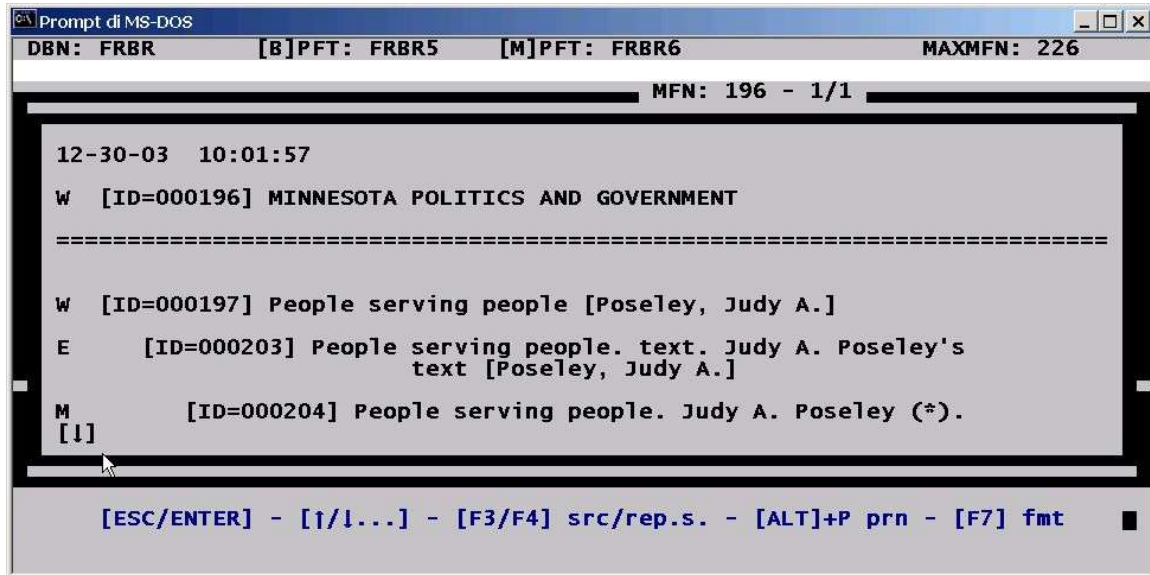 Prompt di MS-DOS
DBN: FRBR [B]PFT: FRBR5 [M]PFT: FRBR6 MAXMFN: 226
MFN: 196 - 1/1
12-30-03 10:01:57
W [ID=000196] MINNESOTA POLITICS AND GOVERNMENT
==========================================================================
W [ID=000197] People serving people [Poseley, Judy A.]
E [ID=000203] People serving people. text. Judy A. Poseley's
text [Poseley, Judy A.]
M [ID=000204] People serving people. Judy A. Poseley (*).
[↓]
[ESC/ENTER] - [↑/↓...] - [F3/F4] src/rep.s. - [ALT]+P prn - [F7] fmt